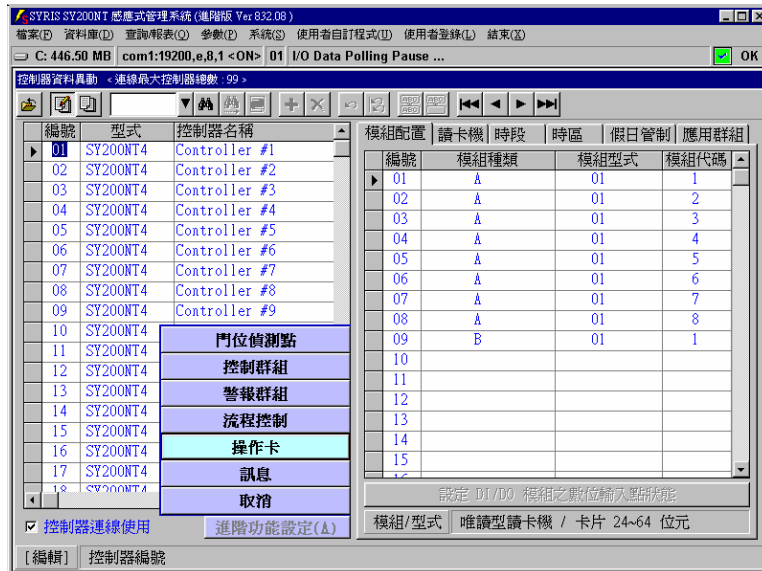 SYRIS SY200NT 感應式管理系統 (進階版 Ver 832.08 )
檔案(F) 資料庫(D) 查詢/報表(Q) 參數(P) 系統(S) 使用者自訂程式(U) 使用者登錄(L) 結束(X)
C: 446.50 MB com1:19200,e,8,1 <ON> 01 I/O Data Polling Pause ... OK
控制器資料異動 < 連線最大控制器總數 : 99 >
模組配置 讀卡機 時段 時區 假日管制 應用群組
編號 型式 控制器名稱
編號 模組種類 模組型式 模組代碼
01 SY200NT4 Controller #1
02 SY200NT4 Controller #2
03 SY200NT4 Controller #3
04 SY200NT4 Controller #4
05 SY200NT4 Controller #5
06 SY200NT4 Controller #6
07 SY200NT4 Controller #7
08 SY200NT4 Controller #8
09 SY200NT4 Controller #9
10 SY200NT4
11 SY200NT4
12 SY200NT4
13 SY200NT4
14 SY200NT4
15 SY200NT4
16 SY200NT4
17 SY200NT4
18 SY200NT4
門位偵測點
控制群組
警報群組
流程控制
操作卡
訊息
取消
01 A 01 1
02 A 01 2
03 A 01 3
04 A 01 4
05 A 01 5
06 A 01 6
07 A 01 7
08 A 01 8
09 B 01 1
10
11
12
13
14
15
16
設定 DI/DO 模組之數位輸入點狀態
控制器連線使用 進階功能設定(A)
模組/型式 唯讀型讀卡機 / 卡片 24~64 位元
[編輯] 控制器編號